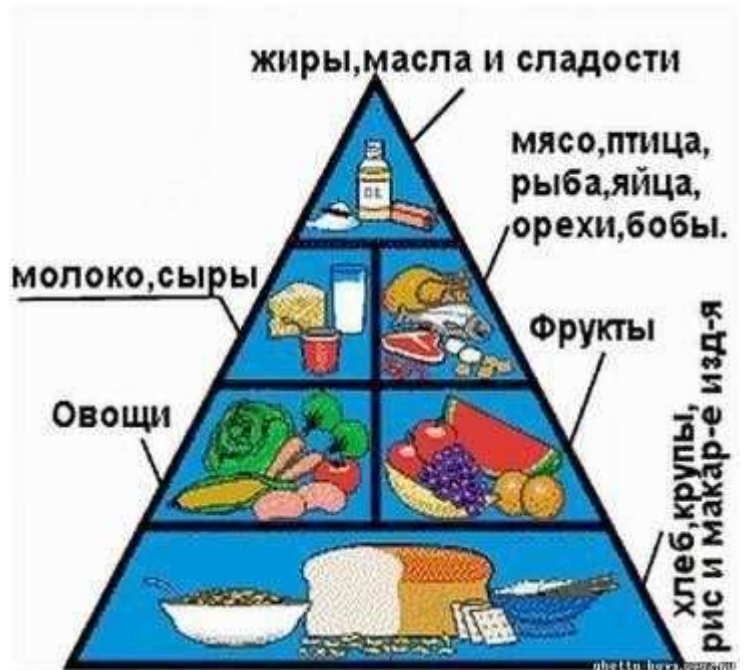 жиры,масла и сладости
мясо,птица,
рыба,яйца,
орехи,бобы.
молоко,сыры
Фрукты
Овощи
хлеб,крупы,
рис и макар-е изд-я